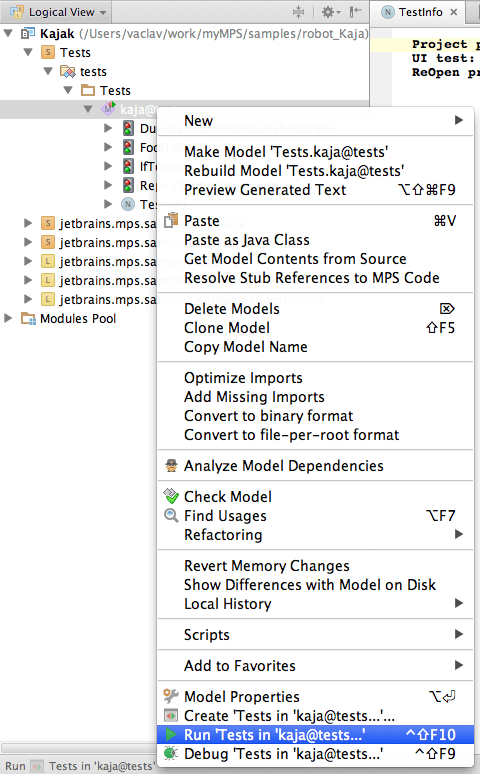 Logical View
TestInfo
Kajak (/Users/vaclav/work/myMPS/samples/robot_Kaja)
Project p
UI test:
ReOpen pr
Tests
tests
Tests
kaja@
New
Make Model 'Tests.kaja@tests'
Rebuild Model 'Tests.kaja@tests'
Preview Generated Text ⌥⇧⌘F9
Paste ⌘V
Paste as Java Class
Get Model Contents from Source
Resolve Stub References to MPS Code
jetbrains.mps.sa
jetbrains.mps.sa
jetbrains.mps.sa
jetbrains.mps.sa
jetbrains.mps.sa
Modules Pool
Delete Models ⌦
Clone Model ⇧F5
Copy Model Name
Optimize Imports
Add Missing Imports
Convert to binary format
Convert to file-per-root format
Analyze Model Dependencies
Check Model
Find Usages ⌥F7
Refactoring
Revert Memory Changes
Show Differences with Model on Disk
Local History
Scripts
Add to Favorites
Model Properties ⌥⏎
Create 'Tests in 'kaja@tests...'...
Run 'Tests in 'kaja@tests...' ^⇧F10
Debug 'Tests in 'kaja@tests...' ^⇧F9
Run Tests in 'kaja@tests'